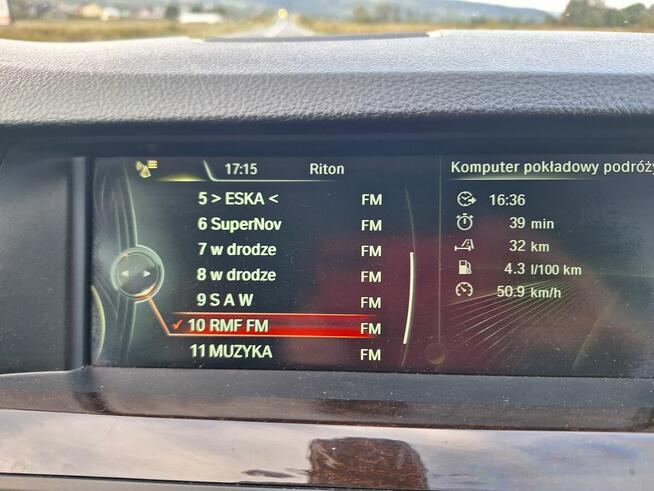 17:15 Riton
5 > ESKA < FM
6 SuperNov FM
7 w drodze FM
8 w drodze FM
9 S A W FM
10 RMF FM FM
11 MUZYKA FM
Komputer pokładowy podróży
16:36
39 min
32 km
4.3 l/100 km
50.9 km/h